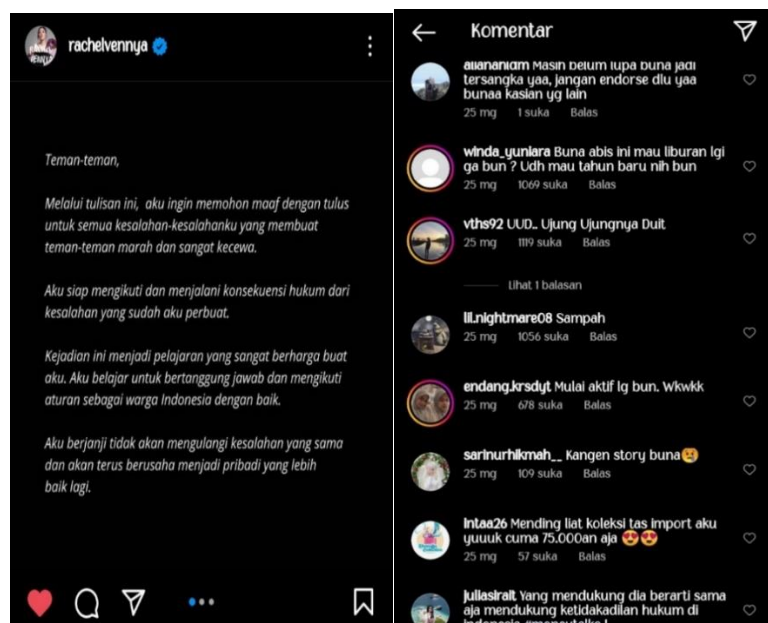 rachelvennya
Teman-teman,
Melalui tulisan ini, aku ingin memohon maaf dengan tulus
untuk semua kesalahan-kesalahanku yang membuat
teman-teman marah dan sangat kecewa.
Aku siap mengikuti dan menjalani konsekuensi hukum dari
kesalahan yang sudah aku perbuat.
Kejadian ini menjadi pelajaran yang sangat berharga buat
aku. Aku belajar untuk bertanggung jawab dan mengikuti
aturan sebagai warga Indonesia dengan baik.
Aku berjanji tidak akan mengulangi kesalahan yang sama
dan akan terus berusaha menjadi pribadi yang lebih
baik lagi.
Komentar
Masih belum lupa buna jadi
tersangka yaa, jangan endorse dlu yaa
bunaa kasian yg lain
25 mg 1 suka Balas
winda_yuniara Buna abis ini mau liburan lgi
ga bun ? Udh mau tahun baru nih bun
25 mg 1069 suka Balas
vths92 UUD.. Ujung Ujungnya Duit
25 mg 1119 suka Balas
Lihat 1 balasan
lil.nightmare08 Sampah
25 mg 1056 suka Balas
endang.krsdyt Mulai aktif lg bun. Wkwkk
25 mg 678 suka Balas
sarinurhikmah__ Kangen story buna😢
25 mg 109 suka Balas
intaa26 Mending liat koleksi tas import aku
yuuuk cuma 75.000an aja 😍😍
25 mg 57 suka Balas
juliasirait Yang mendukung dia berarti sama
aja mendukung ketidakadilan hukum di